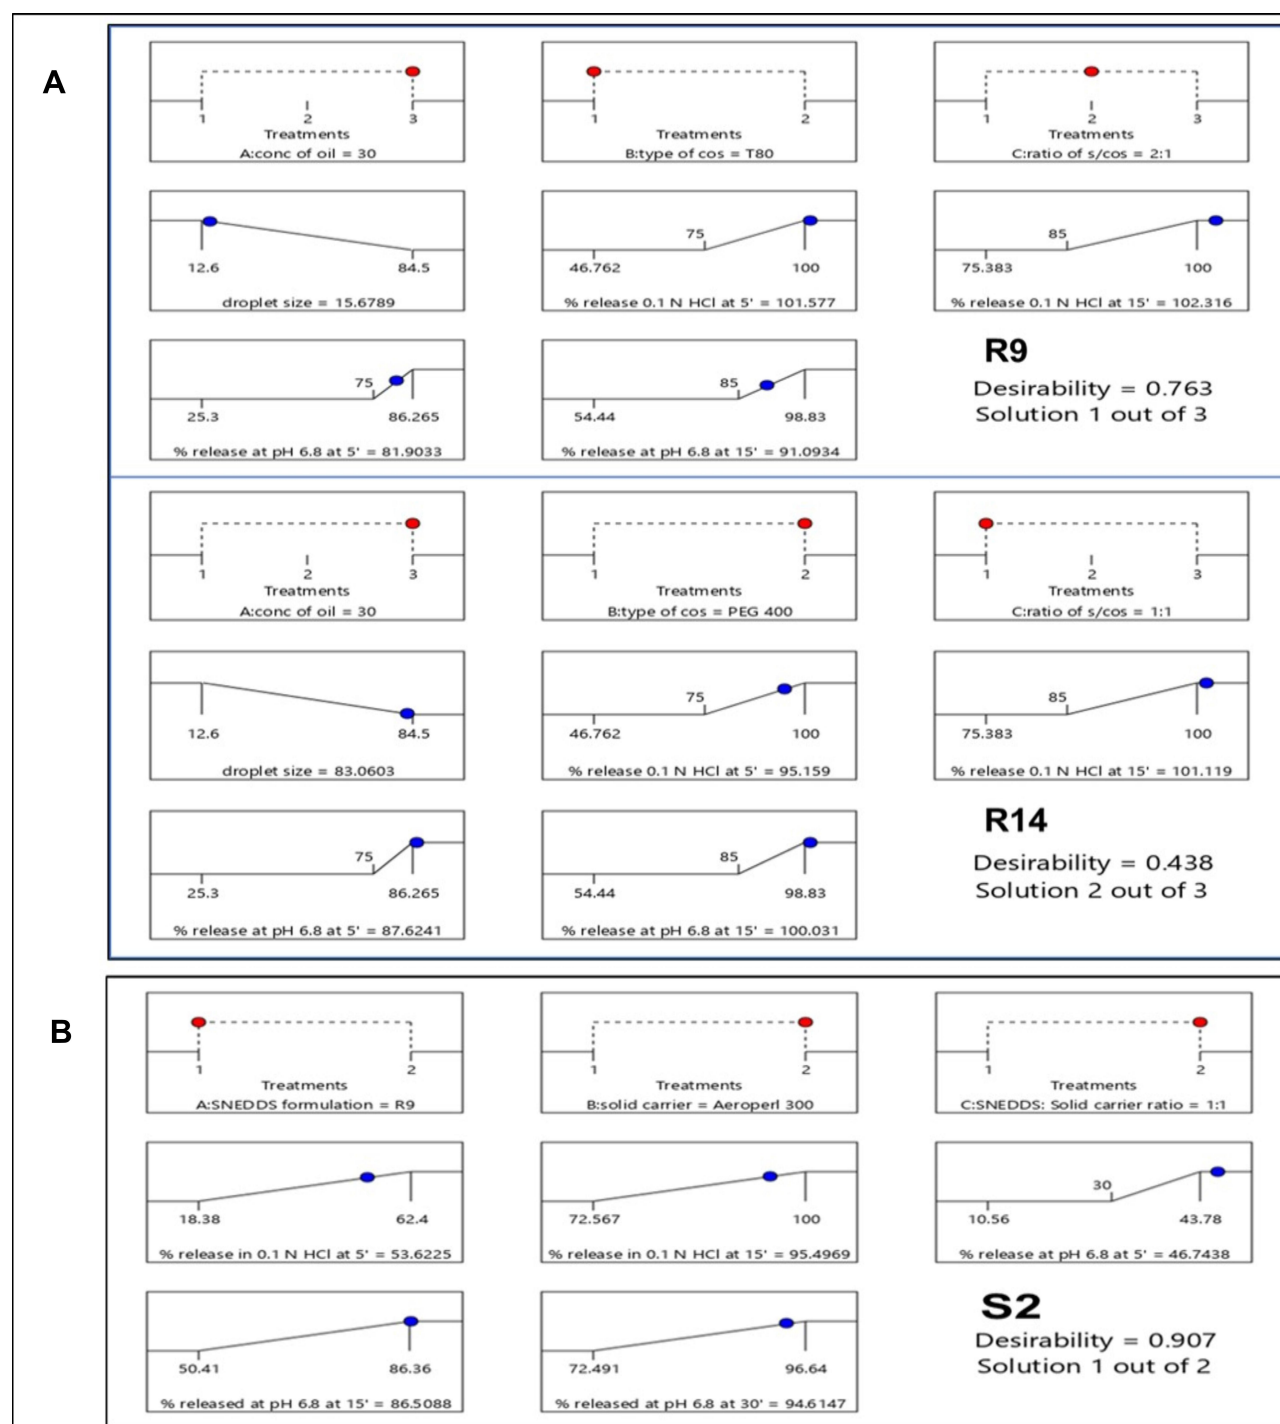 A
1 3
2
Treatments
A:conc of oil = 30
1 2
Treatments
B:type of cos = T80
1 2 3
Treatments
C:ratio of s/cos = 2:1
12.6 84.5
droplet size = 15.6789
75
46.762 100
% release 0.1 N HCl at 5' = 101.577
85
75.383 100
% release 0.1 N HCl at 15' = 102.316
75
25.3 86.265
% release at pH 6.8 at 5' = 81.9033
85
54.44 98.83
% release at pH 6.8 at 15' = 91.0934
R9
Desirability = 0.763
Solution 1 out of 3
1 2 3
Treatments
A:conc of oil = 30
1 2
Treatments
B:type of cos = PEG 400
1 2 3
Treatments
C:ratio of s/cos = 1:1
12.6 84.5
droplet size = 83.0603
75
46.762 100
% release 0.1 N HCl at 5' = 95.159
85
75.383 100
% release 0.1 N HCl at 15' = 101.119
75
25.3 86.265
% release at pH 6.8 at 5' = 87.6241
85
54.44 98.83
% release at pH 6.8 at 15' = 100.031
R14
Desirability = 0.438
Solution 2 out of 3
B
1 2
Treatments
A:SNEDDS formulation = R9
1 2
Treatments
B:solid carrier = Aeroperl 300
1 2
Treatments
C:SNEDDS: Solid carrier ratio = 1:1
18.38 62.4
% release in 0.1 N HCl at 5' = 53.6225
72.567 100
% release in 0.1 N HCl at 15' = 95.4969
30
10.56 43.78
% release at pH 6.8 at 5' = 46.7438
50.41 86.36
% released at pH 6.8 at 15' = 86.5088
72.491 96.64
% released at pH 6.8 at 30' = 94.6147
S2
Desirability = 0.907
Solution 1 out of 2